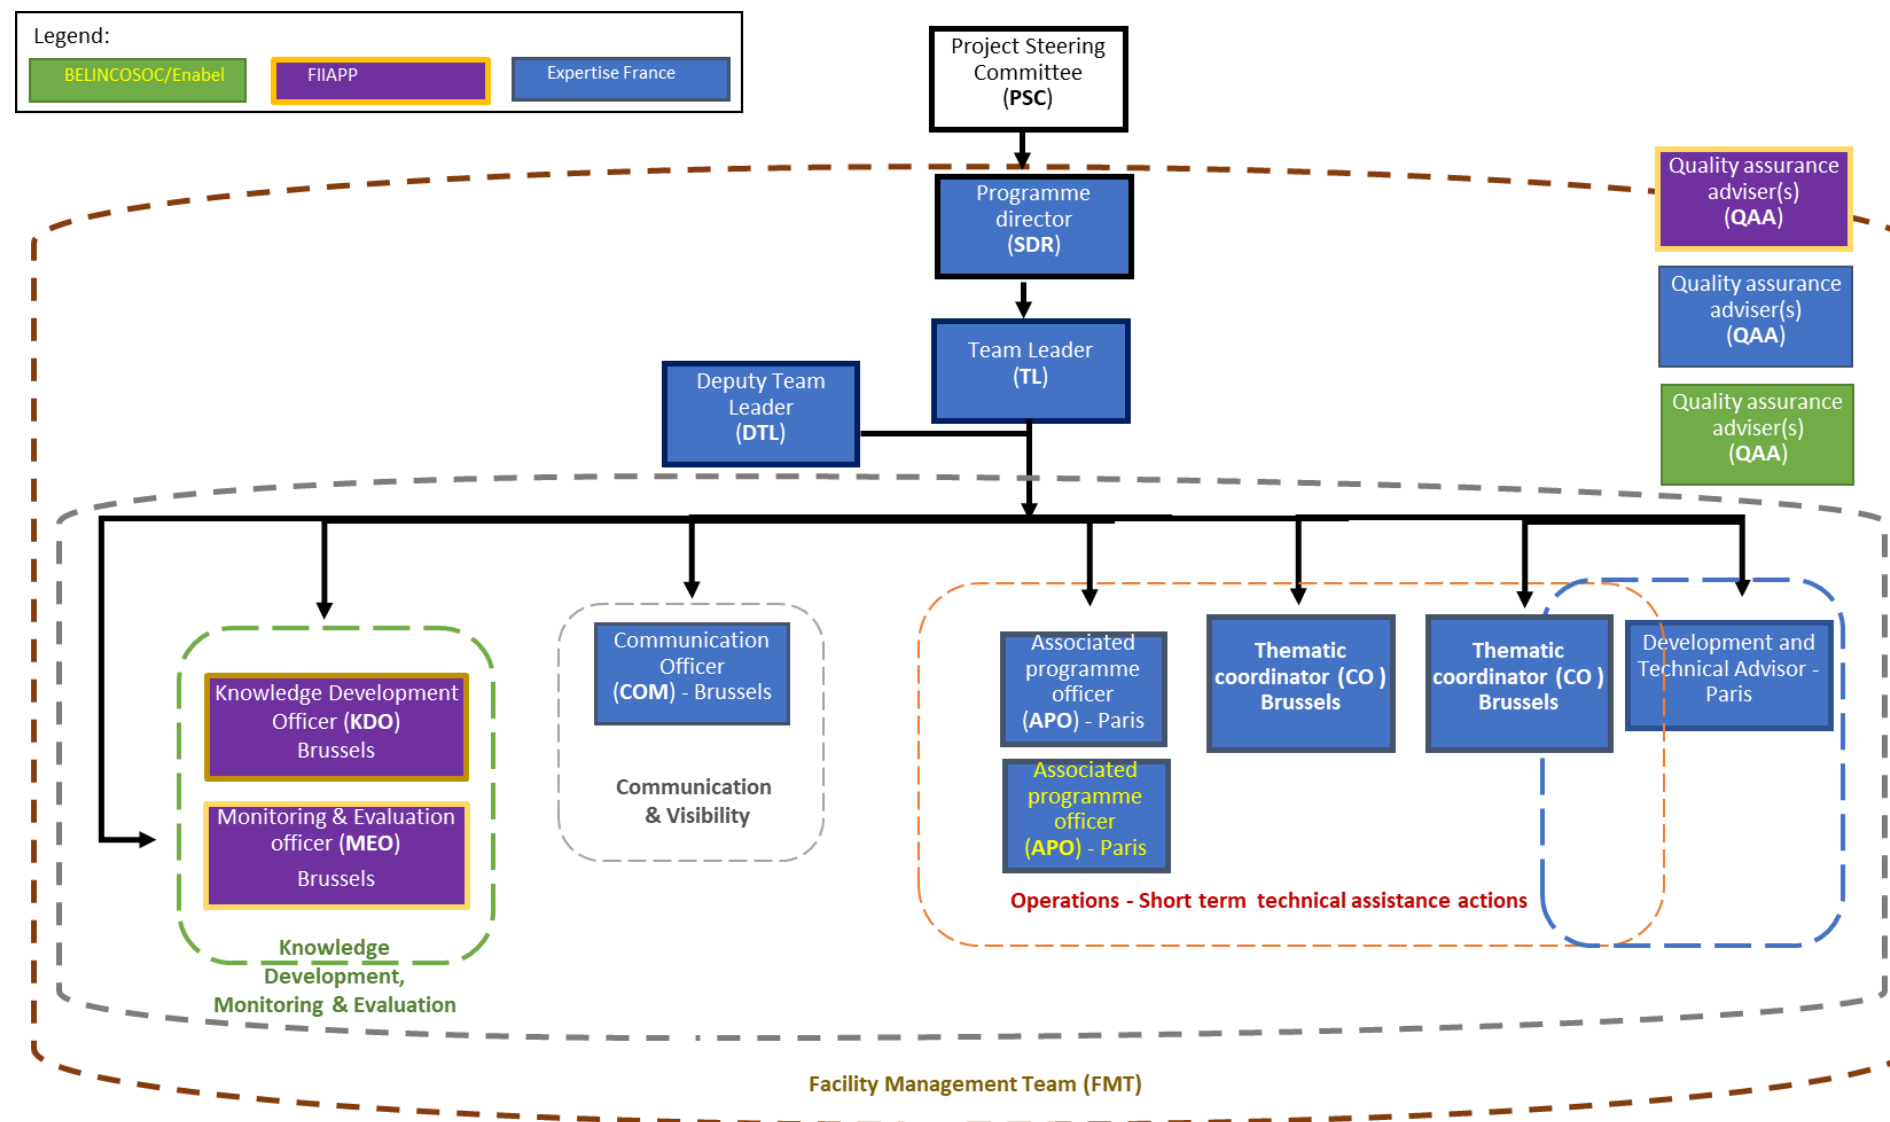 Legend:
BELINCOSOC/Enabel
FIIAPP
Expertise France
Project Steering
Committee
(PSC)
Programme
director
(SDR)
Team Leader
(TL)
Deputy Team
Leader
(DTL)
Quality assurance
adviser(s)
(QAA)
Quality assurance
adviser(s)
(QAA)
Quality assurance
adviser(s)
(QAA)
Knowledge Development
Officer (KDO)
Brussels
Monitoring & Evaluation
officer (MEO)
Brussels
Knowledge
Development,
Monitoring & Evaluation
Communication
Officer
(COM) - Brussels
Communication
& Visibility
Associated
programme
officer
(APO) - Paris
Associated
programme
officer
(APO) - Paris
Thematic
coordinator (CO )
Brussels
Thematic
coordinator (CO )
Brussels
Development and
Technical Advisor -
Paris
Operations - Short term technical assistance actions
Facility Management Team (FMT)